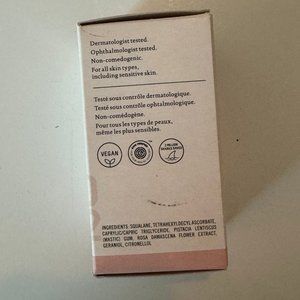 Dermatologist tested.
Ophthalmologist tested.
Non-comedogenic.
For all skin types,
including sensitive skin.
Testé sous contrôle dermatologique.
Testé sous contrôle ophtalmologique.
Non-comédogène.
Pour tous les types de peaux,
même les plus sensibles.
VEGAN
INGREDIENTS: SQUALANE, TETRAHEXYLDECYL ASCORBATE,
CAPRYLIC/CAPRIC TRIGLYCERIDE, PISTACIA LENTISCUS
(MASTIC) GUM, ROSA DAMASCENA FLOWER EXTRACT,
GERANIOL, CITRONELLOL